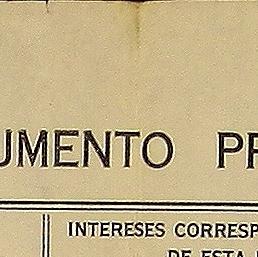 UMENTO PR
INTERESES CORRESP
DE ESTA